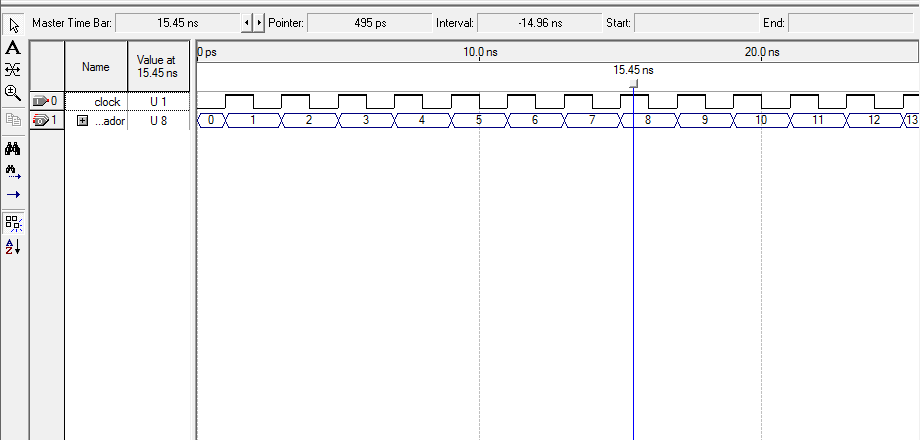 Master Time Bar: 15.45 ns Pointer: 495 ps Interval: -14.96 ns Start: End:
A
Name Value at 15.45 ns
0 ps 10.0 ns 20.0 ns
15.45 ns
0 clock U 1
1 ...ador U 8 0 1 2 3 4 5 6 7 8 9 10 11 12 13
A
Z